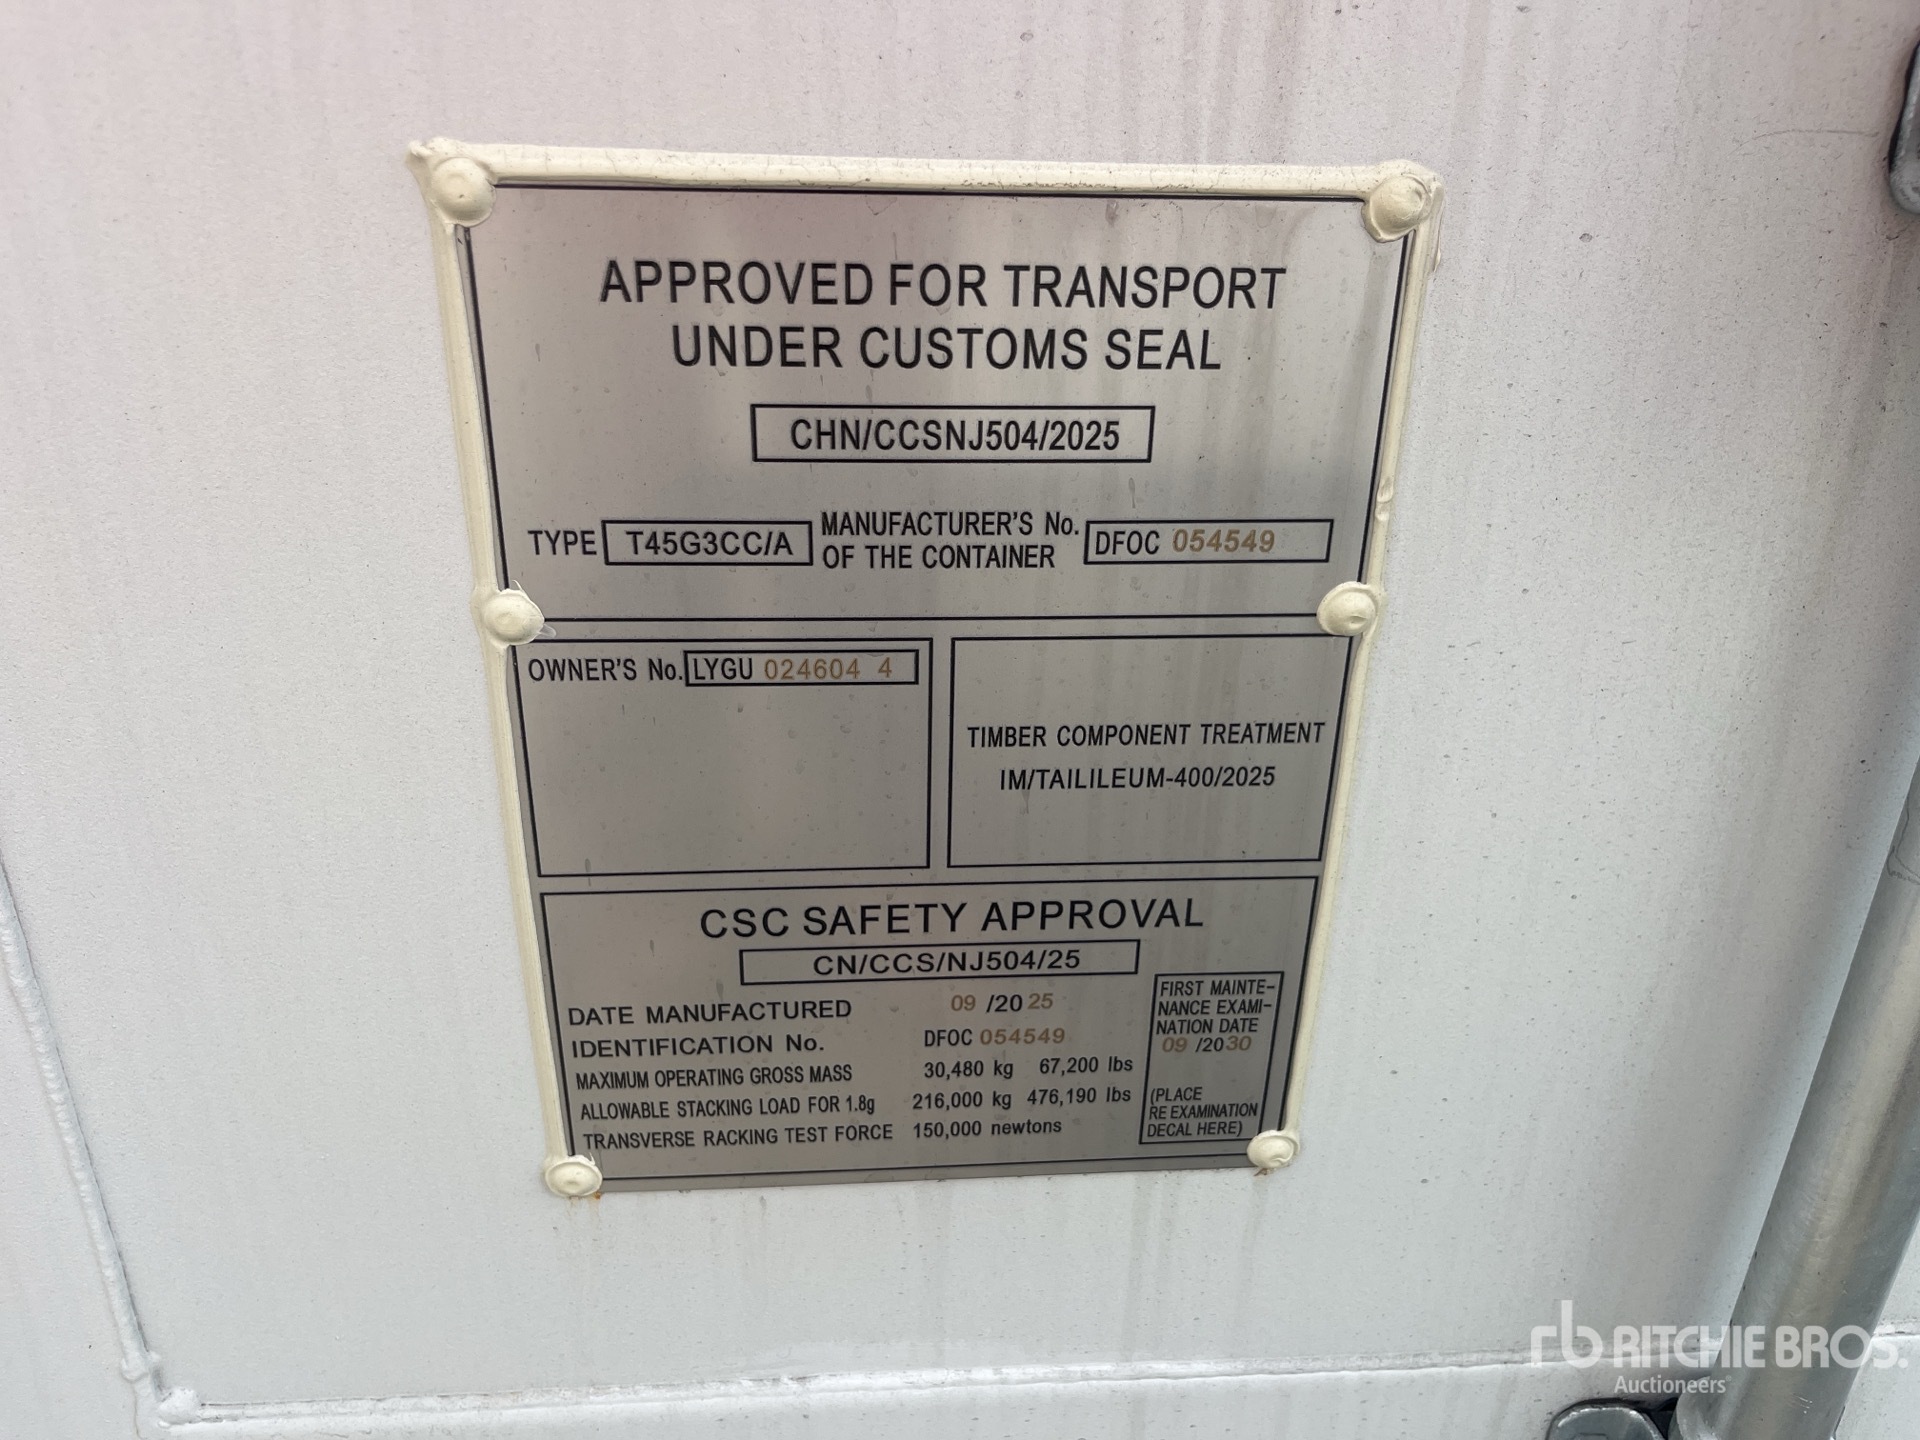 APPROVED FOR TRANSPORT
UNDER CUSTOMS SEAL
CHN/CCSNJ504/2025
TYPE T45G3CC/A MANUFACTURER'S No. OF THE CONTAINER DFOC 054549
OWNER'S No. LYGU 024604 4
TIMBER COMPONENT TREATMENT
IM/TAILILEUM-400/2025
CSC SAFETY APPROVAL
CN/CCS/NJ504/25
DATE MANUFACTURED 09 /20 25
IDENTIFICATION No. DFOC 054549
MAXIMUM OPERATING GROSS MASS 30,480 kg 67,200 lbs
ALLOWABLE STACKING LOAD FOR 1.8g 216,000 kg 476,190 lbs
TRANSVERSE RACKING TEST FORCE 150,000 newtons
FIRST MAINTE-
NANCE EXAMI-
NATION DATE
09 /2030
(PLACE
RE EXAMINATION
DECAL HERE)
rb RITCHIE BROS.
Auctioneers